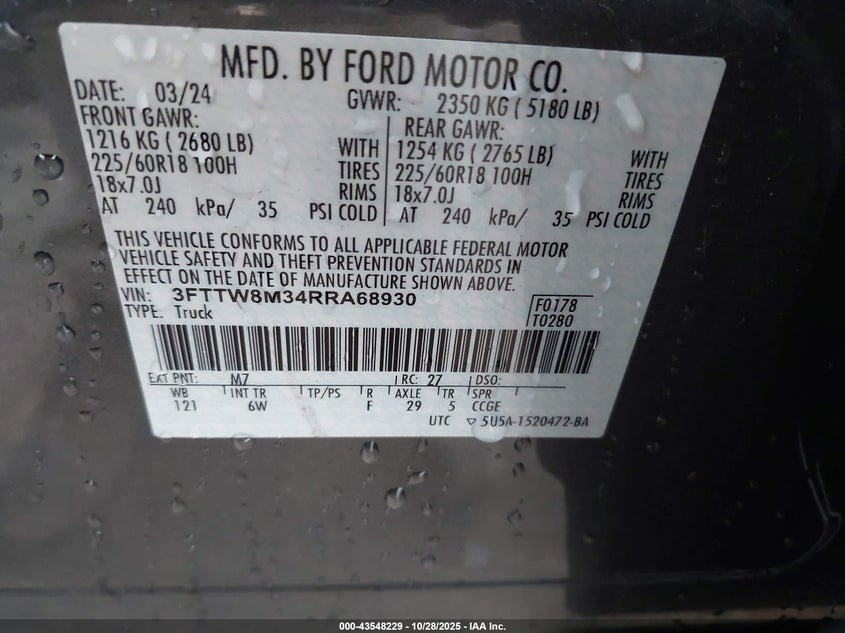 MFD. BY FORD MOTOR CO.
DATE: 03/24 GVWR: 2350 KG ( 5180 LB)
FRONT GAWR: REAR GAWR:
1216 KG ( 2680 LB) WITH 1254 KG ( 2765 LB) WITH
225/60R18 100H TIRES 225/60R18 100H TIRES
18x7.0J RIMS 18x7.0J RIMS
AT 240 kPa/ 35 PSI COLD AT 240 kPa/ 35 PSI COLD
THIS VEHICLE CONFORMS TO ALL APPLICABLE FEDERAL MOTOR
VEHICLE SAFETY AND THEFT PREVENTION STANDARDS IN
EFFECT ON THE DATE OF MANUFACTURE SHOWN ABOVE.
VIN: 3FTTW8M34RRA68930 F0178
TYPE: Truck T0280
EXT PNT: M7 RC: 27 DSO:
WB INT TR TP/PS R AXLE TR SPR
121 6W F 29 5 CCGE
UTC ▽ 5U5A-1520472-BA
000-43548229 - 10/28/2025 - IAA Inc.